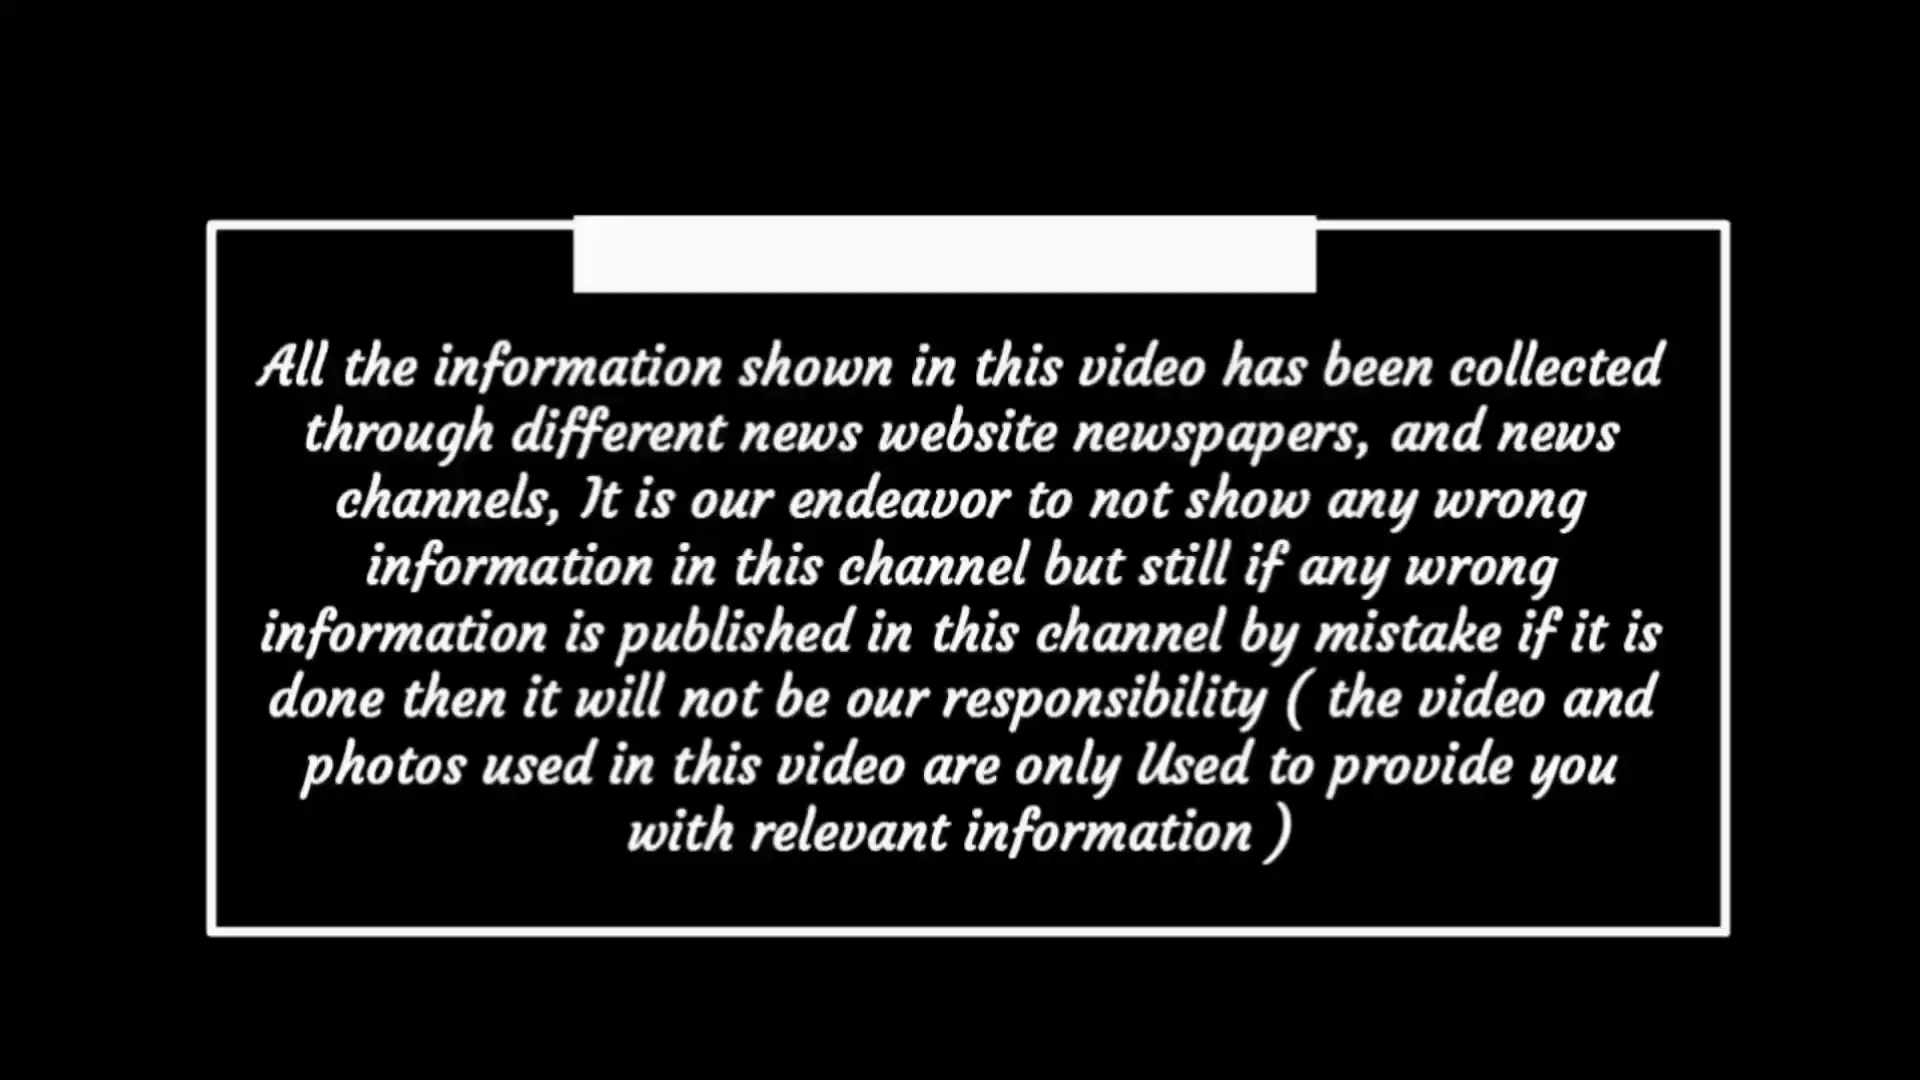 All the information shown in this video has been collected
through different news website newspapers, and news
channels, It is our endeavor to not show any wrong
information in this channel but still if any wrong
information is published in this channel by mistake if it is
done then it will not be our responsibility ( the video and
photos used in this video are only Used to provide you
with relevant information )